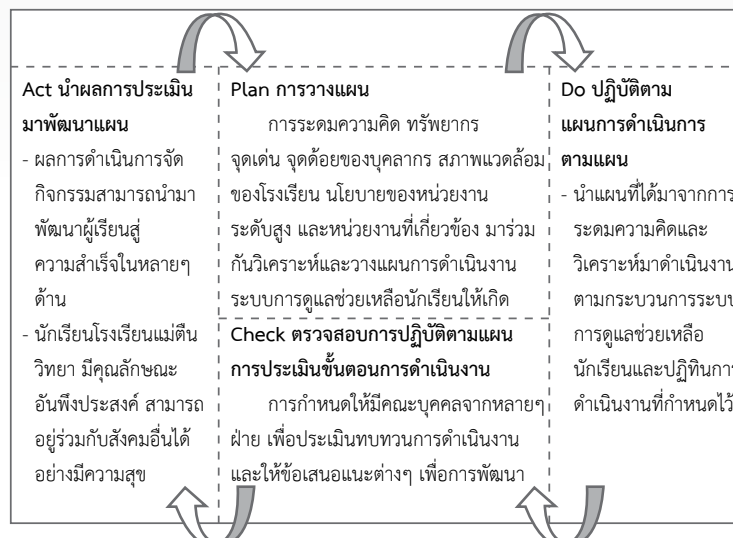 Act นำผลการประเมิน
มาพัฒนาแผน
- ผลการดำเนินการจัด
กิจกรรมสามารถนำมา
พัฒนาผู้เรียนสู่
ความสำเร็จในหลายๆ
ด้าน
- นักเรียนโรงเรียนแม่ตืน
วิทยา มีคุณลักษณะ
อันพึงประสงค์ สามารถ
อยู่ร่วมกับสังคมอื่นได้
อย่างมีความสุข
Plan การวางแผน
การระดมความคิด ทรัพยากร
จุดเด่น จุดด้อยของบุคลากร สภาพแวดล้อม
ของโรงเรียน นโยบายของหน่วยงาน
ระดับสูง และหน่วยงานที่เกี่ยวข้อง มาร่วม
กันวิเคราะห์และวางแผนการดำเนินงาน
ระบบการดูแลช่วยเหลือนักเรียนให้เกิด
Check ตรวจสอบการปฏิบัติตามแผน
การประเมินขั้นตอนการดำเนินงาน
การกำหนดให้มีคณะบุคคลจากหลายๆ
ฝ่าย เพื่อประเมินทบทวนการดำเนินงาน
และให้ข้อเสนอแนะต่างๆ เพื่อการพัฒนา
Do ปฏิบัติตาม
แผนการดำเนินการ
ตามแผน
- นำแผนที่ได้มาจากการ
ระดมความคิดและ
วิเคราะห์มาดำเนินงาน
ตามกระบวนการระบบ
การดูแลช่วยเหลือ
นักเรียนและปฏิทินการ
ดำเนินงานที่กำหนดไว้